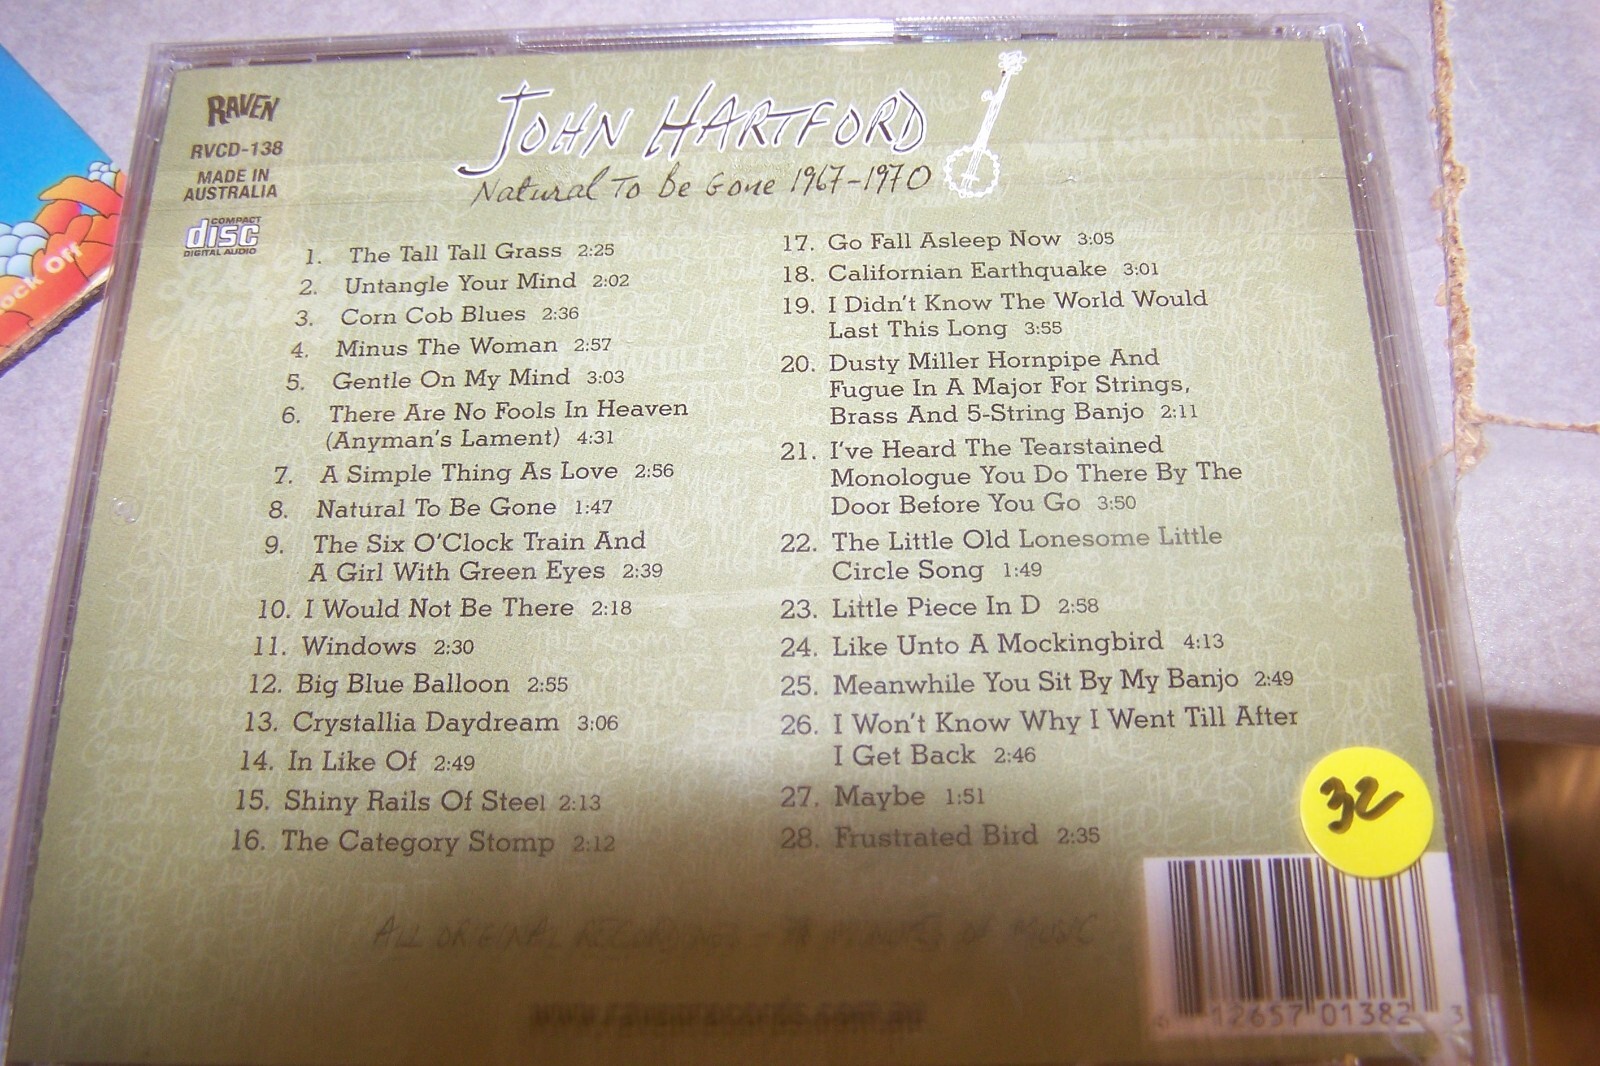 RAVEN
RVCD-138
MADE IN
AUSTRALIA
COMPACT
disc
DIGITAL AUDIO
JOHN HARTFORD
Natural To Be Gone 1967-1970
1. The Tall Tall Grass 2:25
2. Untangle Your Mind 2:02
3. Corn Cob Blues 2:36
4. Minus The Woman 2:57
5. Gentle On My Mind 3:03
6. There Are No Fools In Heaven
(Anyman's Lament) 4:31
7. A Simple Thing As Love 2:56
8. Natural To Be Gone 1:47
9. The Six O'Clock Train And
A Girl With Green Eyes 2:39
10. I Would Not Be There 2:18
11. Windows 2:30
12. Big Blue Balloon 2:55
13. Crystallia Daydream 3:06
14. In Like Of 2:49
15. Shiny Rails Of Steel 2:13
16. The Category Stomp 2:12
17. Go Fall Asleep Now 3:05
18. Californian Earthquake 3:01
19. I Didn't Know The World Would
Last This Long 3:55
20. Dusty Miller Hornpipe And
Fugue In A Major For Strings,
Brass And 5-String Banjo 2:11
21. I've Heard The Tearstained
Monologue You Do There By The
Door Before You Go 3:50
22. The Little Old Lonesome Little
Circle Song 1:49
23. Little Piece In D 2:58
24. Like Unto A Mockingbird 4:13
25. Meanwhile You Sit By My Banjo 2:49
26. I Won't Know Why I Went Till After
I Get Back 2:46
27. Maybe 1:51
28. Frustrated Bird 2:35
ALL ORIGINAL RECORDINGS - MINUTES OF MUSIC
32
6 12657 01382 3
ock Off